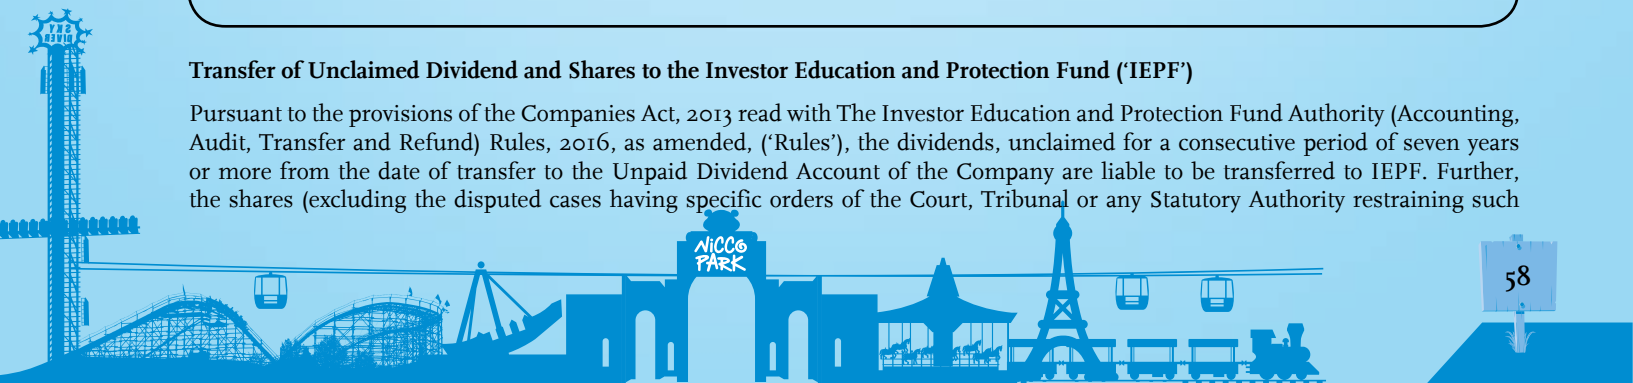 SKY
DIVER
Transfer of Unclaimed Dividend and Shares to the Investor Education and Protection Fund (‘IEPF’)
Pursuant to the provisions of the Companies Act, 2013 read with The Investor Education and Protection Fund Authority (Accounting,
Audit, Transfer and Refund) Rules, 2016, as amended, (‘Rules’), the dividends, unclaimed for a consecutive period of seven years
or more from the date of transfer to the Unpaid Dividend Account of the Company are liable to be transferred to IEPF. Further,
the shares (excluding the disputed cases having specific orders of the Court, Tribunal or any Statutory Authority restraining such
NICCO
PARK
58